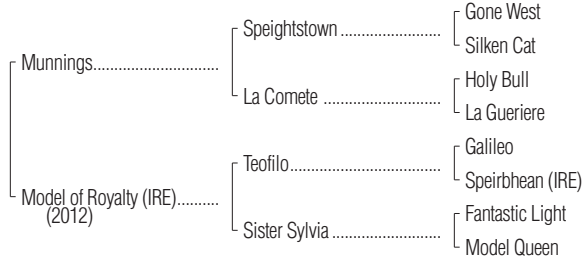 Gone West
Speightstown
Silken Cat
Munnings
Holy Bull
La Comete
La Gueriere
Galileo
Teofilo
Speirbhean (IRE)
Model of Royalty (IRE)
(2012)
Fantastic Light
Sister Sylvia
Model Queen